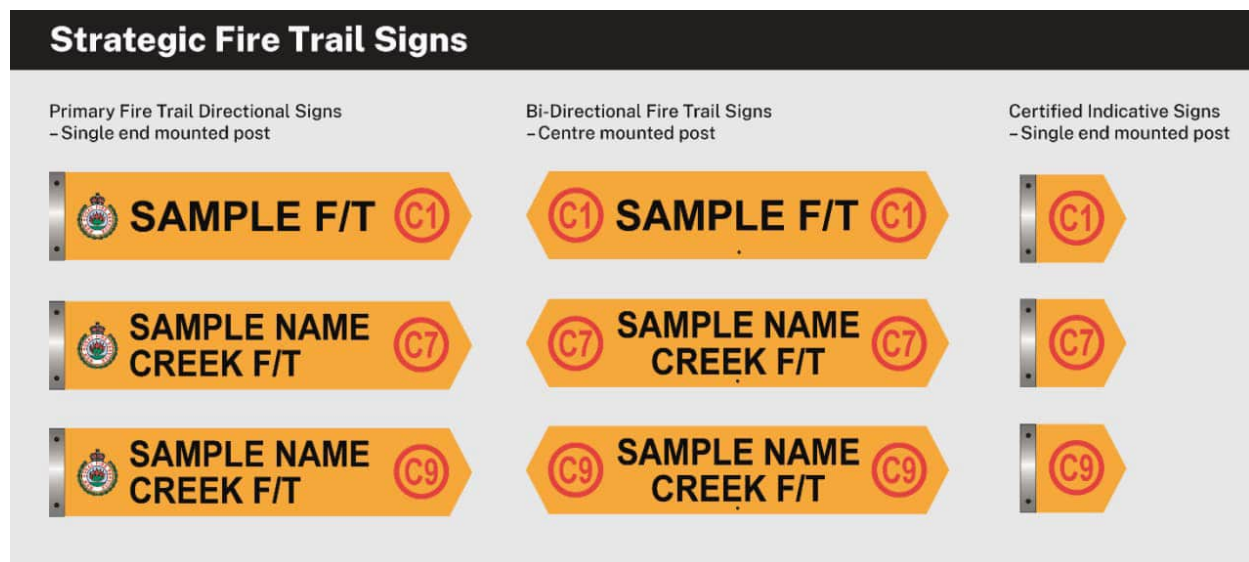 Strategic Fire Trail Signs
Primary Fire Trail Directional Signs
– Single end mounted post
SAMPLE F/T C1
SAMPLE NAME
CREEK F/T
C7
SAMPLE NAME
CREEK F/T
C9
Bi-Directional Fire Trail Signs
– Centre mounted post
C1 SAMPLE F/T C1
C7
SAMPLE NAME
CREEK F/T
C7
C9
SAMPLE NAME
CREEK F/T
C9
Certified Indicative Signs
– Single end mounted post
C1
C7
C9